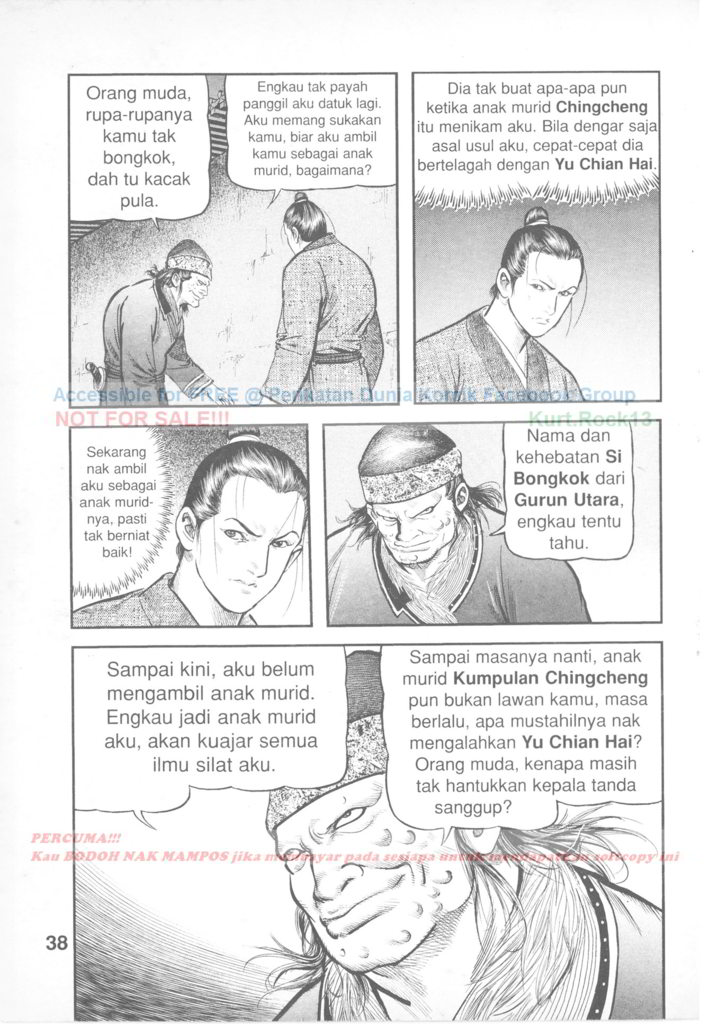 Orang muda,
rupa-rupanya
kamu tak
bongkok,
dah tu kacak
pula.
Engkau tak payah
panggil aku datuk lagi.
Aku memang sukakan
kamu, biar aku ambil
kamu sebagai anak
murid, bagaimana?
Dia tak buat apa-apa pun
ketika anak murid Chingcheng
itu menikam aku. Bila dengar saja
asal usul aku, cepat-cepat dia
bertelagah dengan Yu Chian Hai.
Accessible for FREE @ Penkatan Dunia Komik Facebook Group
NOT FOR SALE!!!
Kurt.Rock13
Sekarang
nak ambil
aku sebagai
anak murid-
nya, pasti
tak berniat
baik!
Nama dan
kehebatan Si
Bongkok dari
Gurun Utara,
engkau tentu
tahu.
Sampai kini, aku belum
mengambil anak murid.
Engkau jadi anak murid
aku, akan kuajar semua
ilmu silat aku.
Sampai masanya nanti, anak
murid Kumpulan Chingcheng
pun bukan lawan kamu, masa
berlalu, apa mustahilnya nak
mengalahkan Yu Chian Hai?
Orang muda, kenapa masih
tak hantukkan kepala tanda
sanggup?
PERCUMA!!!
Kau BODOH NAK MAMPOS jika membayar pada sesiapa untuk mendapatkan softcopy ini
38